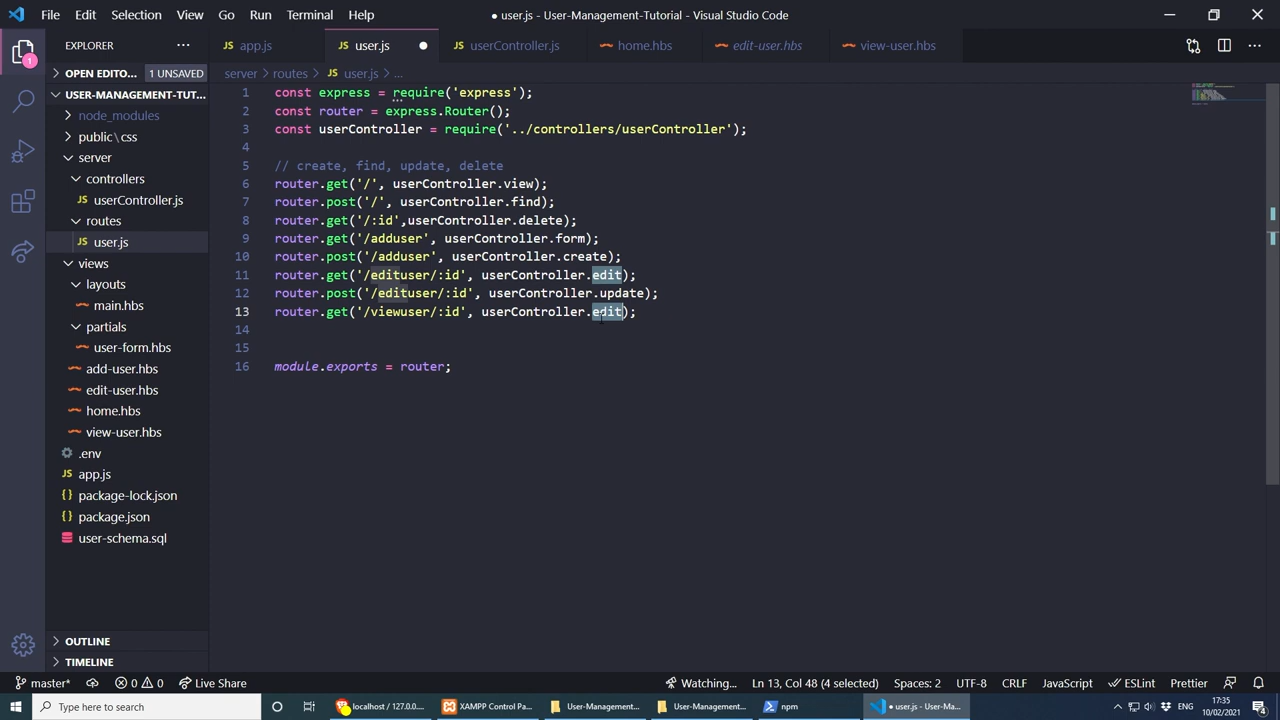 File Edit Selection View Go Run Terminal Help
● user.js - User-Management-Tutorial - Visual Studio Code
EXPLORER
app.js
user.js
userController.js
home.hbs
edit-user.hbs
view-user.hbs
1
OPEN EDITO... 1 UNSAVED
server > routes > JS user.js > ...
USER-MANAGEMENT-TUT...
node_modules
public\css
server
controllers
JS userController.js
routes
JS user.js
views
layouts
main.hbs
partials
user-form.hbs
add-user.hbs
edit-user.hbs
home.hbs
view-user.hbs
.env
JS app.js
{} package-lock.json
{} package.json
user-schema.sql
OUTLINE
TIMELINE
1 const express = require('express');
2 const router = express.Router();
3 const userController = require('../controllers/userController');
4
5 // create, find, update, delete
6 router.get('/', userController.view);
7 router.post('/', userController.find);
8 router.get('/:id',userController.delete);
9 router.get('/adduser', userController.form);
10 router.post('/adduser', userController.create);
11 router.get('/edituser/:id', userController.edit);
12 router.post('/edituser/:id', userController.update);
13 router.get('/viewuser/:id', userController.edit);
14
15
16 module.exports = router;
master* 0 0 Live Share Watching... Ln 13, Col 48 (4 selected) Spaces: 2 UTF-8 CRLF JavaScript ESLint Prettier
Type here to search
localhost / 127.0.0....
XAMPP Control Pa...
User-Management-...
User-Management-...
npm
● user.js - User-Ma...
ENG
17:35
10/02/2021